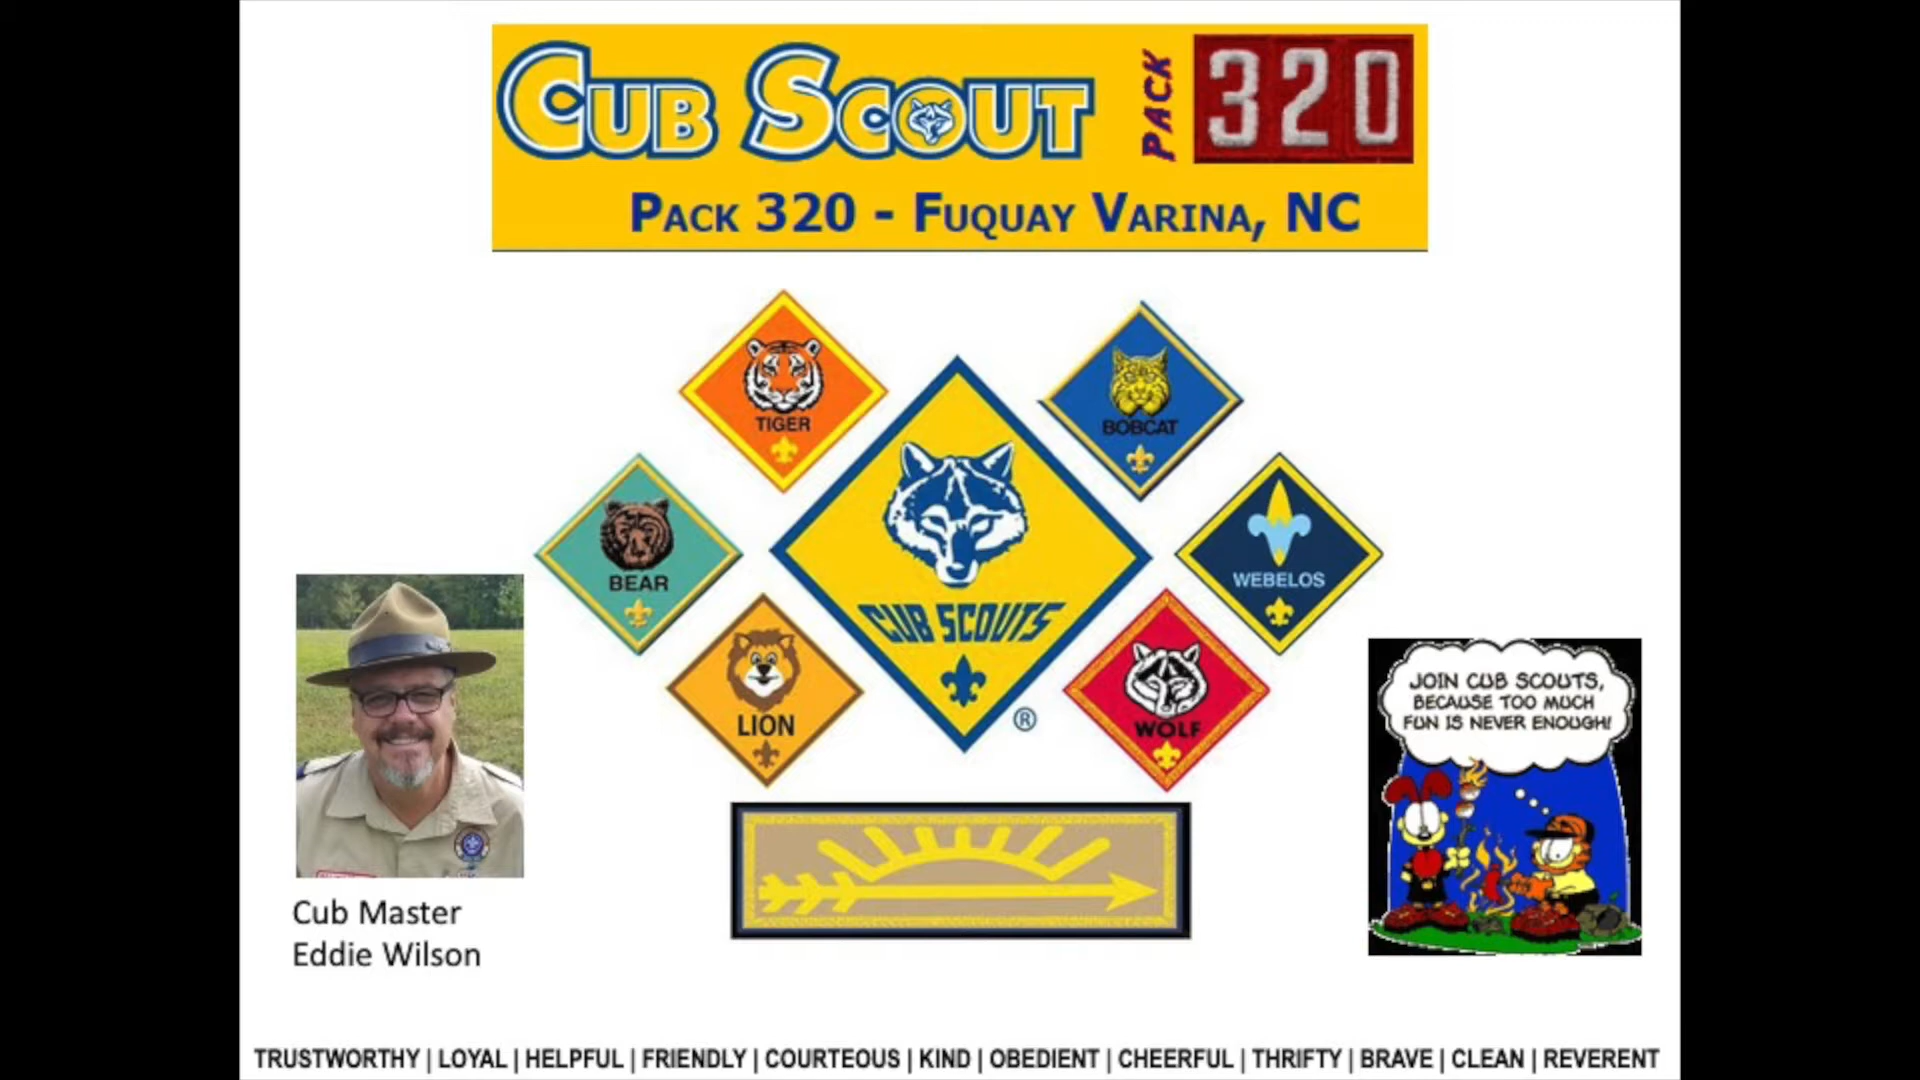 CUB SCOUT PACK 320
PACK 320 - FUQUAY VARINA, NC
TIGER
BOBCAT
BEAR
WEBELOS
CUB SCOUTS
®
LION
WOLF
JOIN CUB SCOUTS,
BECAUSE TOO MUCH
FUN IS NEVER ENOUGH!
Cub Master
Eddie Wilson
TRUSTWORTHY | LOYAL | HELPFUL | FRIENDLY | COURTEOUS | KIND | OBEDIENT | CHEERFUL | THRIFTY | BRAVE | CLEAN | REVERENT